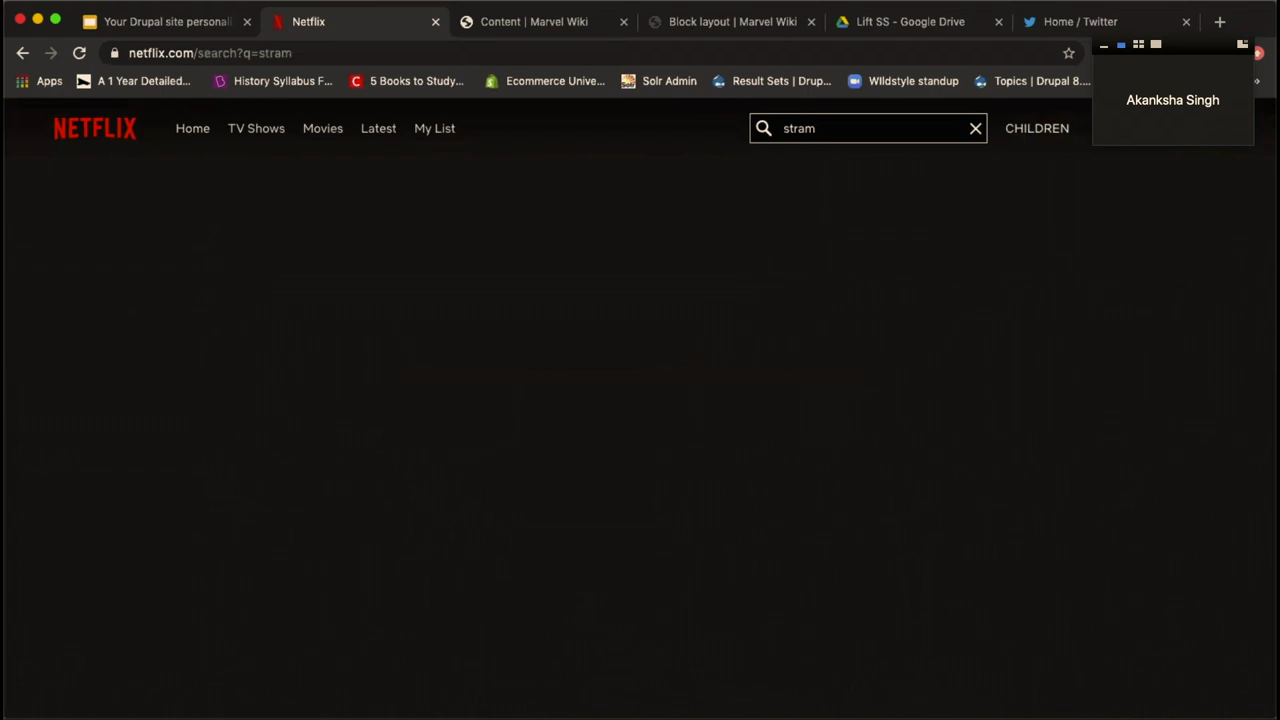 Your Drupal site personali
Netflix
Content | Marvel Wiki
Block layout | Marvel Wiki
Lift SS - Google Drive
Home / Twitter
netflix.com/search?q=stram
Apps
A 1 Year Detailed...
History Syllabus F...
5 Books to Study...
Ecommerce Unive...
Solr Admin
Result Sets | Drup...
WIldstyle standup
Topics | Drupal 8....
Akanksha Singh
NETFLIX
Home
TV Shows
Movies
Latest
My List
stram
CHILDREN